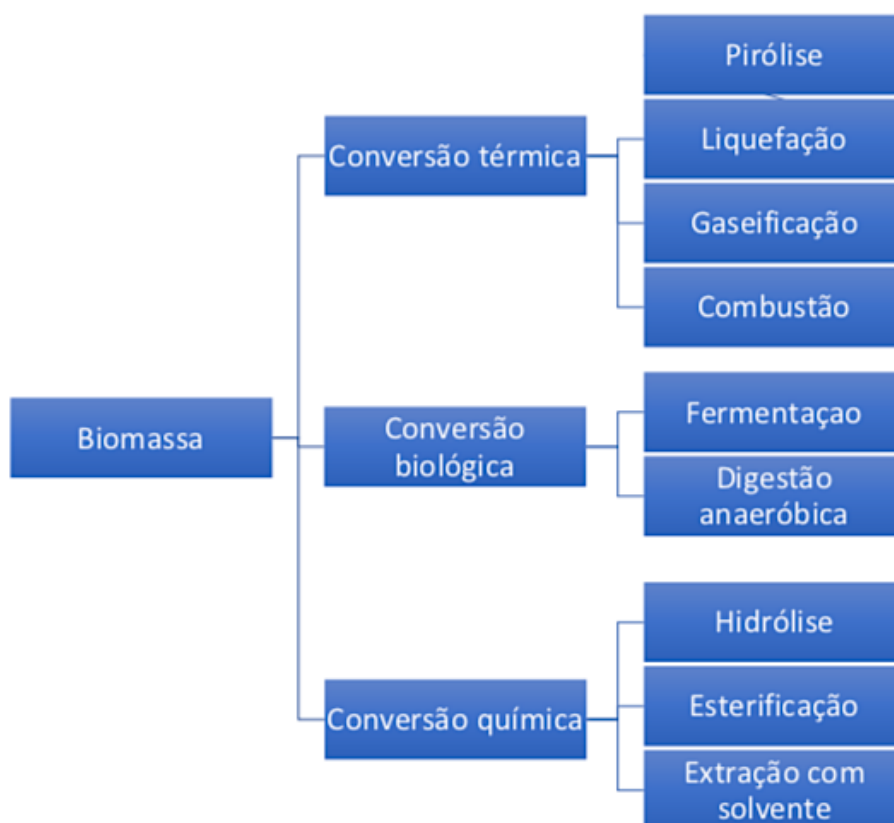 Pirólise
Conversão térmica
Liquefação
Gaseificação
Combustão
Biomassa
Conversão
biológica
Fermentaçao
Digestão
anaeróbica
Conversão química
Hidrólise
Esterificação
Extração com
solvente